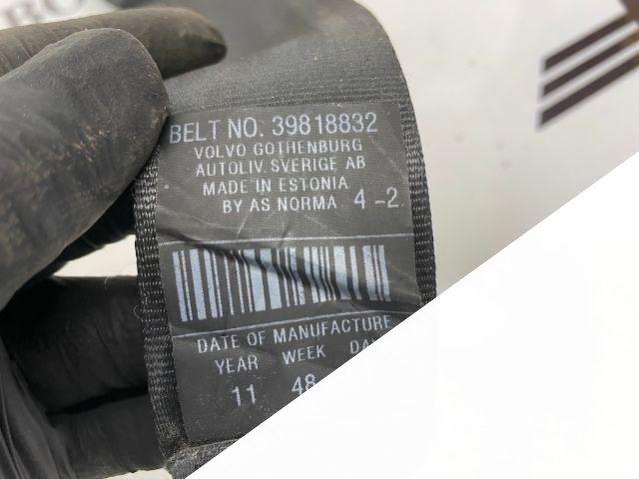 BELT NO. 39818832
VOLVO GOTHENBURG
AUTOLIV SVERIGE AB
MADE IN ESTONIA
BY AS NORMA 4-2
DATE OF MANUFACTURE
YEAR WEEK
11 48